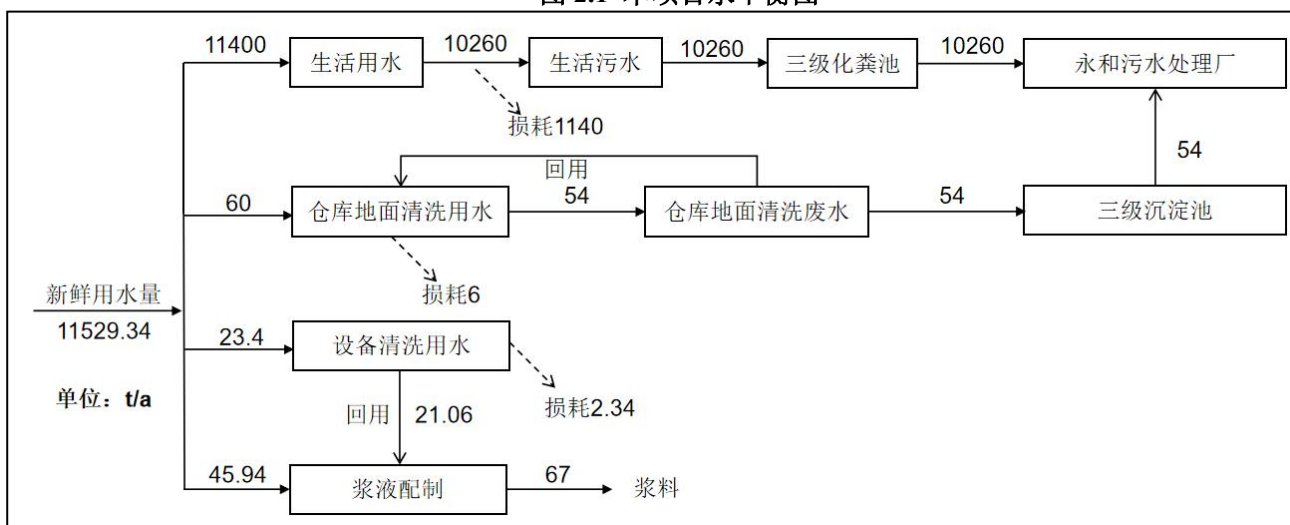 图 2.1 本项目水平衡图
11400
生活用水
10260
生活污水
10260
三级化粪池
10260
永和污水处理厂
损耗1140
54
回用
60
仓库地面清洗用水
54
仓库地面清洗废水
54
三级沉淀池
损耗6
新鲜用水量
11529.34
23.4
设备清洗用水
单位：t/a
损耗2.34
回用
21.06
45.94
浆液配制
67
浆料